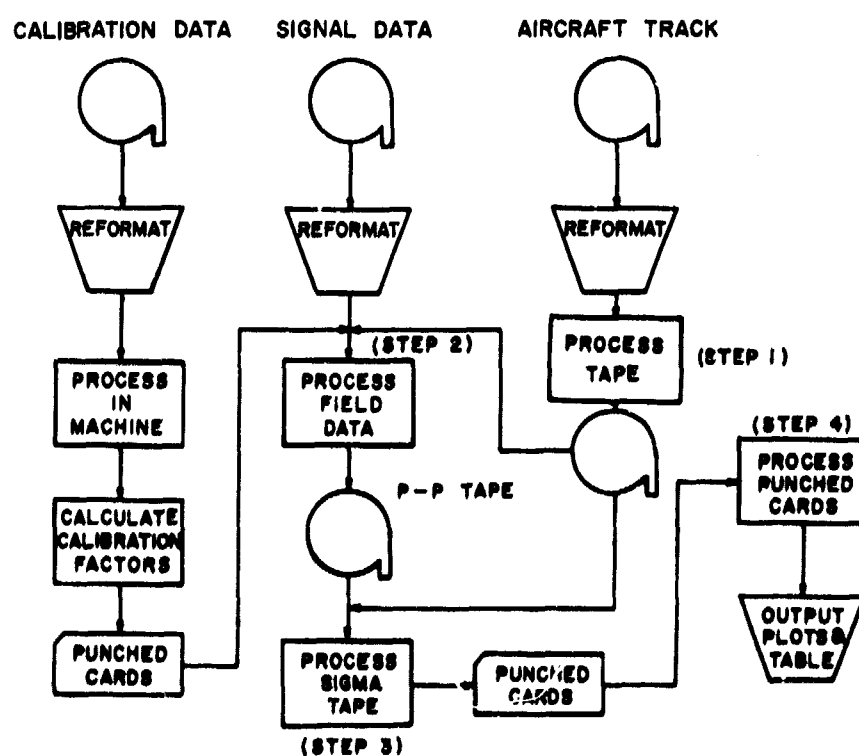 CALIBRATION DATA
SIGNAL DATA
AIRCRAFT TRACK
REFORMAT
REFORMAT
REFORMAT
PROCESS
TAPE
(STEP 1)
(STEP 2)
PROCESS
IN
MACHINE
PROCESS
FIELD
DATA
(STEP 4)
PROCESS
PUNCHED
CARDS
P-P TAPE
CALCULATE
CALIBRATION
FACTORS
OUTPUT
PLOTS&
TABLE
PUNCHED
CARDS
PROCESS
SIGMA
TAPE
PUNCHED
CARDS
(STEP 3)